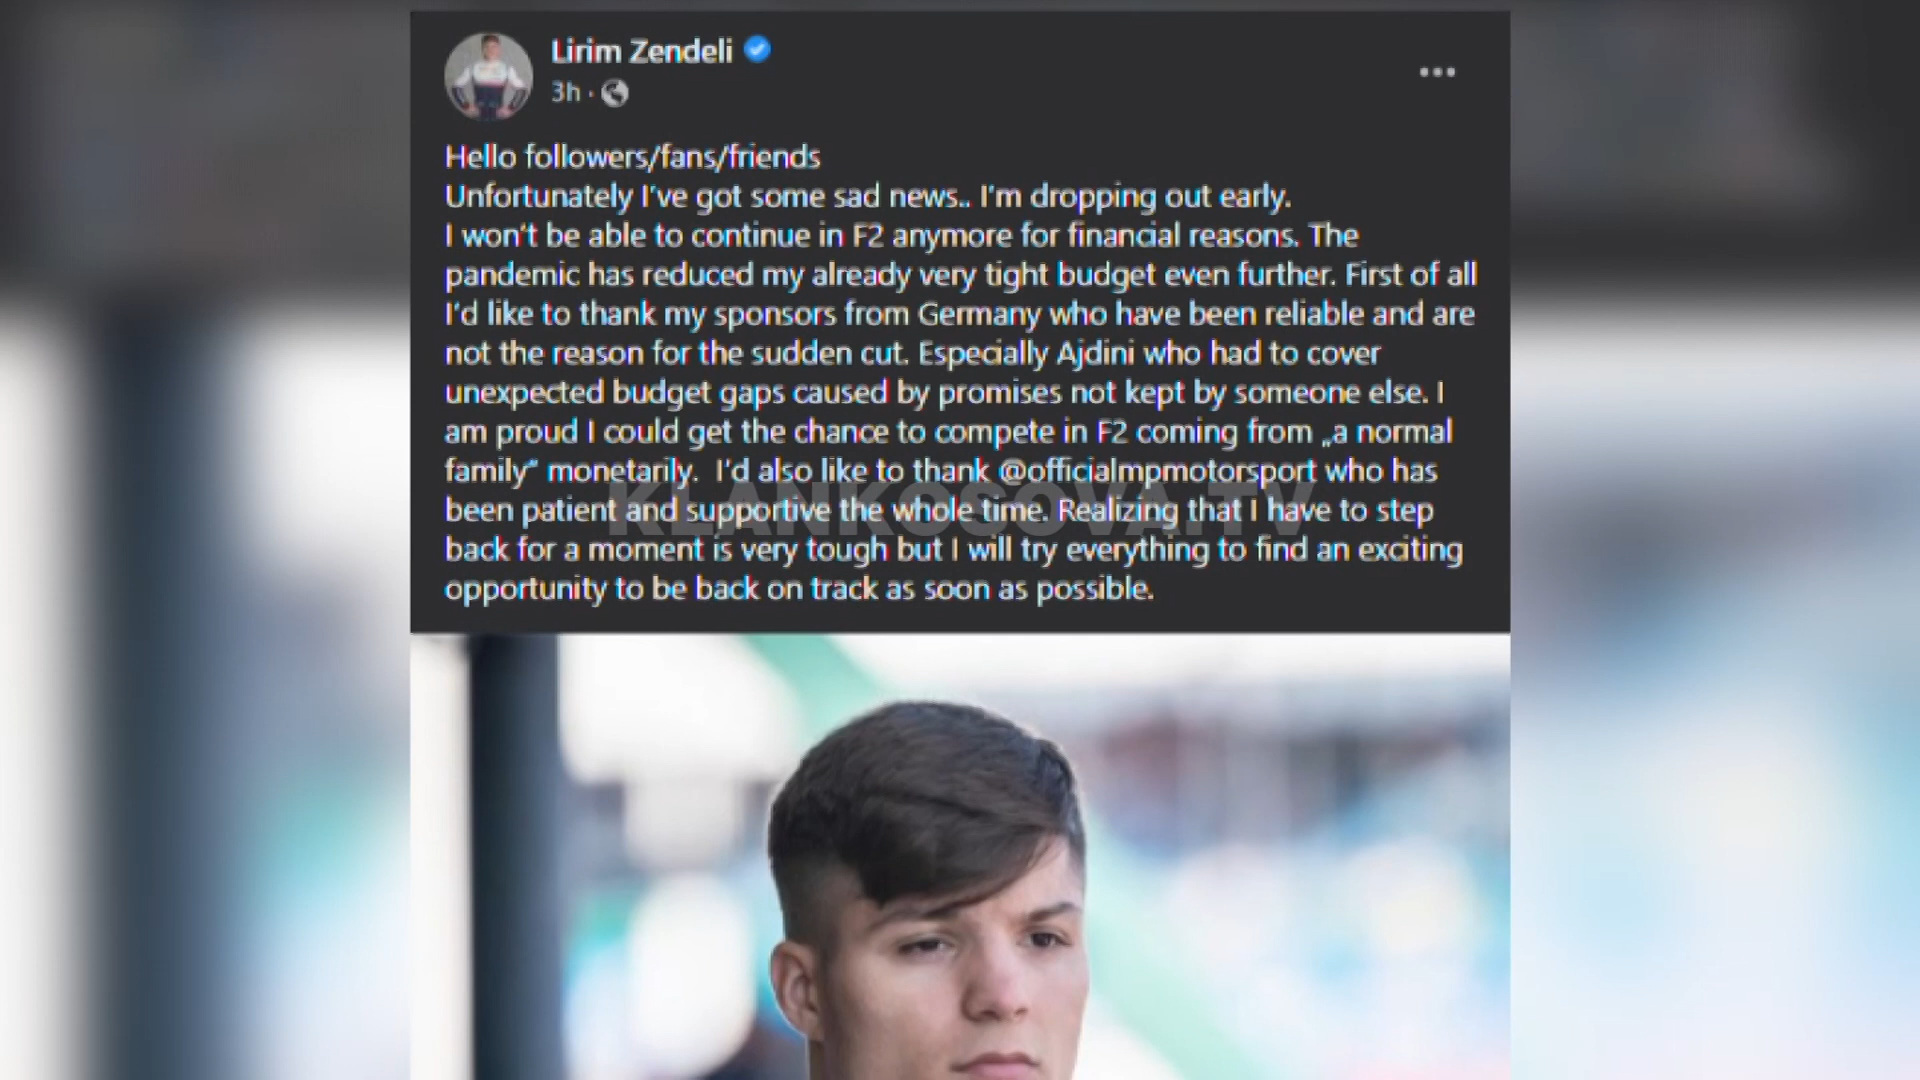 Lirim Zendeli
3h ·
Hello followers/fans/friends
Unfortunately I've got some sad news.. I'm dropping out early.
I won't be able to continue in F2 anymore for financial reasons. The
pandemic has reduced my already very tight budget even further. First of all
I'd like to thank my sponsors from Germany who have been reliable and are
not the reason for the sudden cut. Especially Ajdini who had to cover
unexpected budget gaps caused by promises not kept by someone else. I
am proud I could get the chance to compete in F2 coming from „a normal
family“ monetarily. I'd also like to thank @officialmpmotorsport who has
been patient and supportive the whole time. Realizing that I have to step
back for a moment is very tough but I will try everything to find an exciting
opportunity to be back on track as soon as possible.
KLANKOSOVA.TV